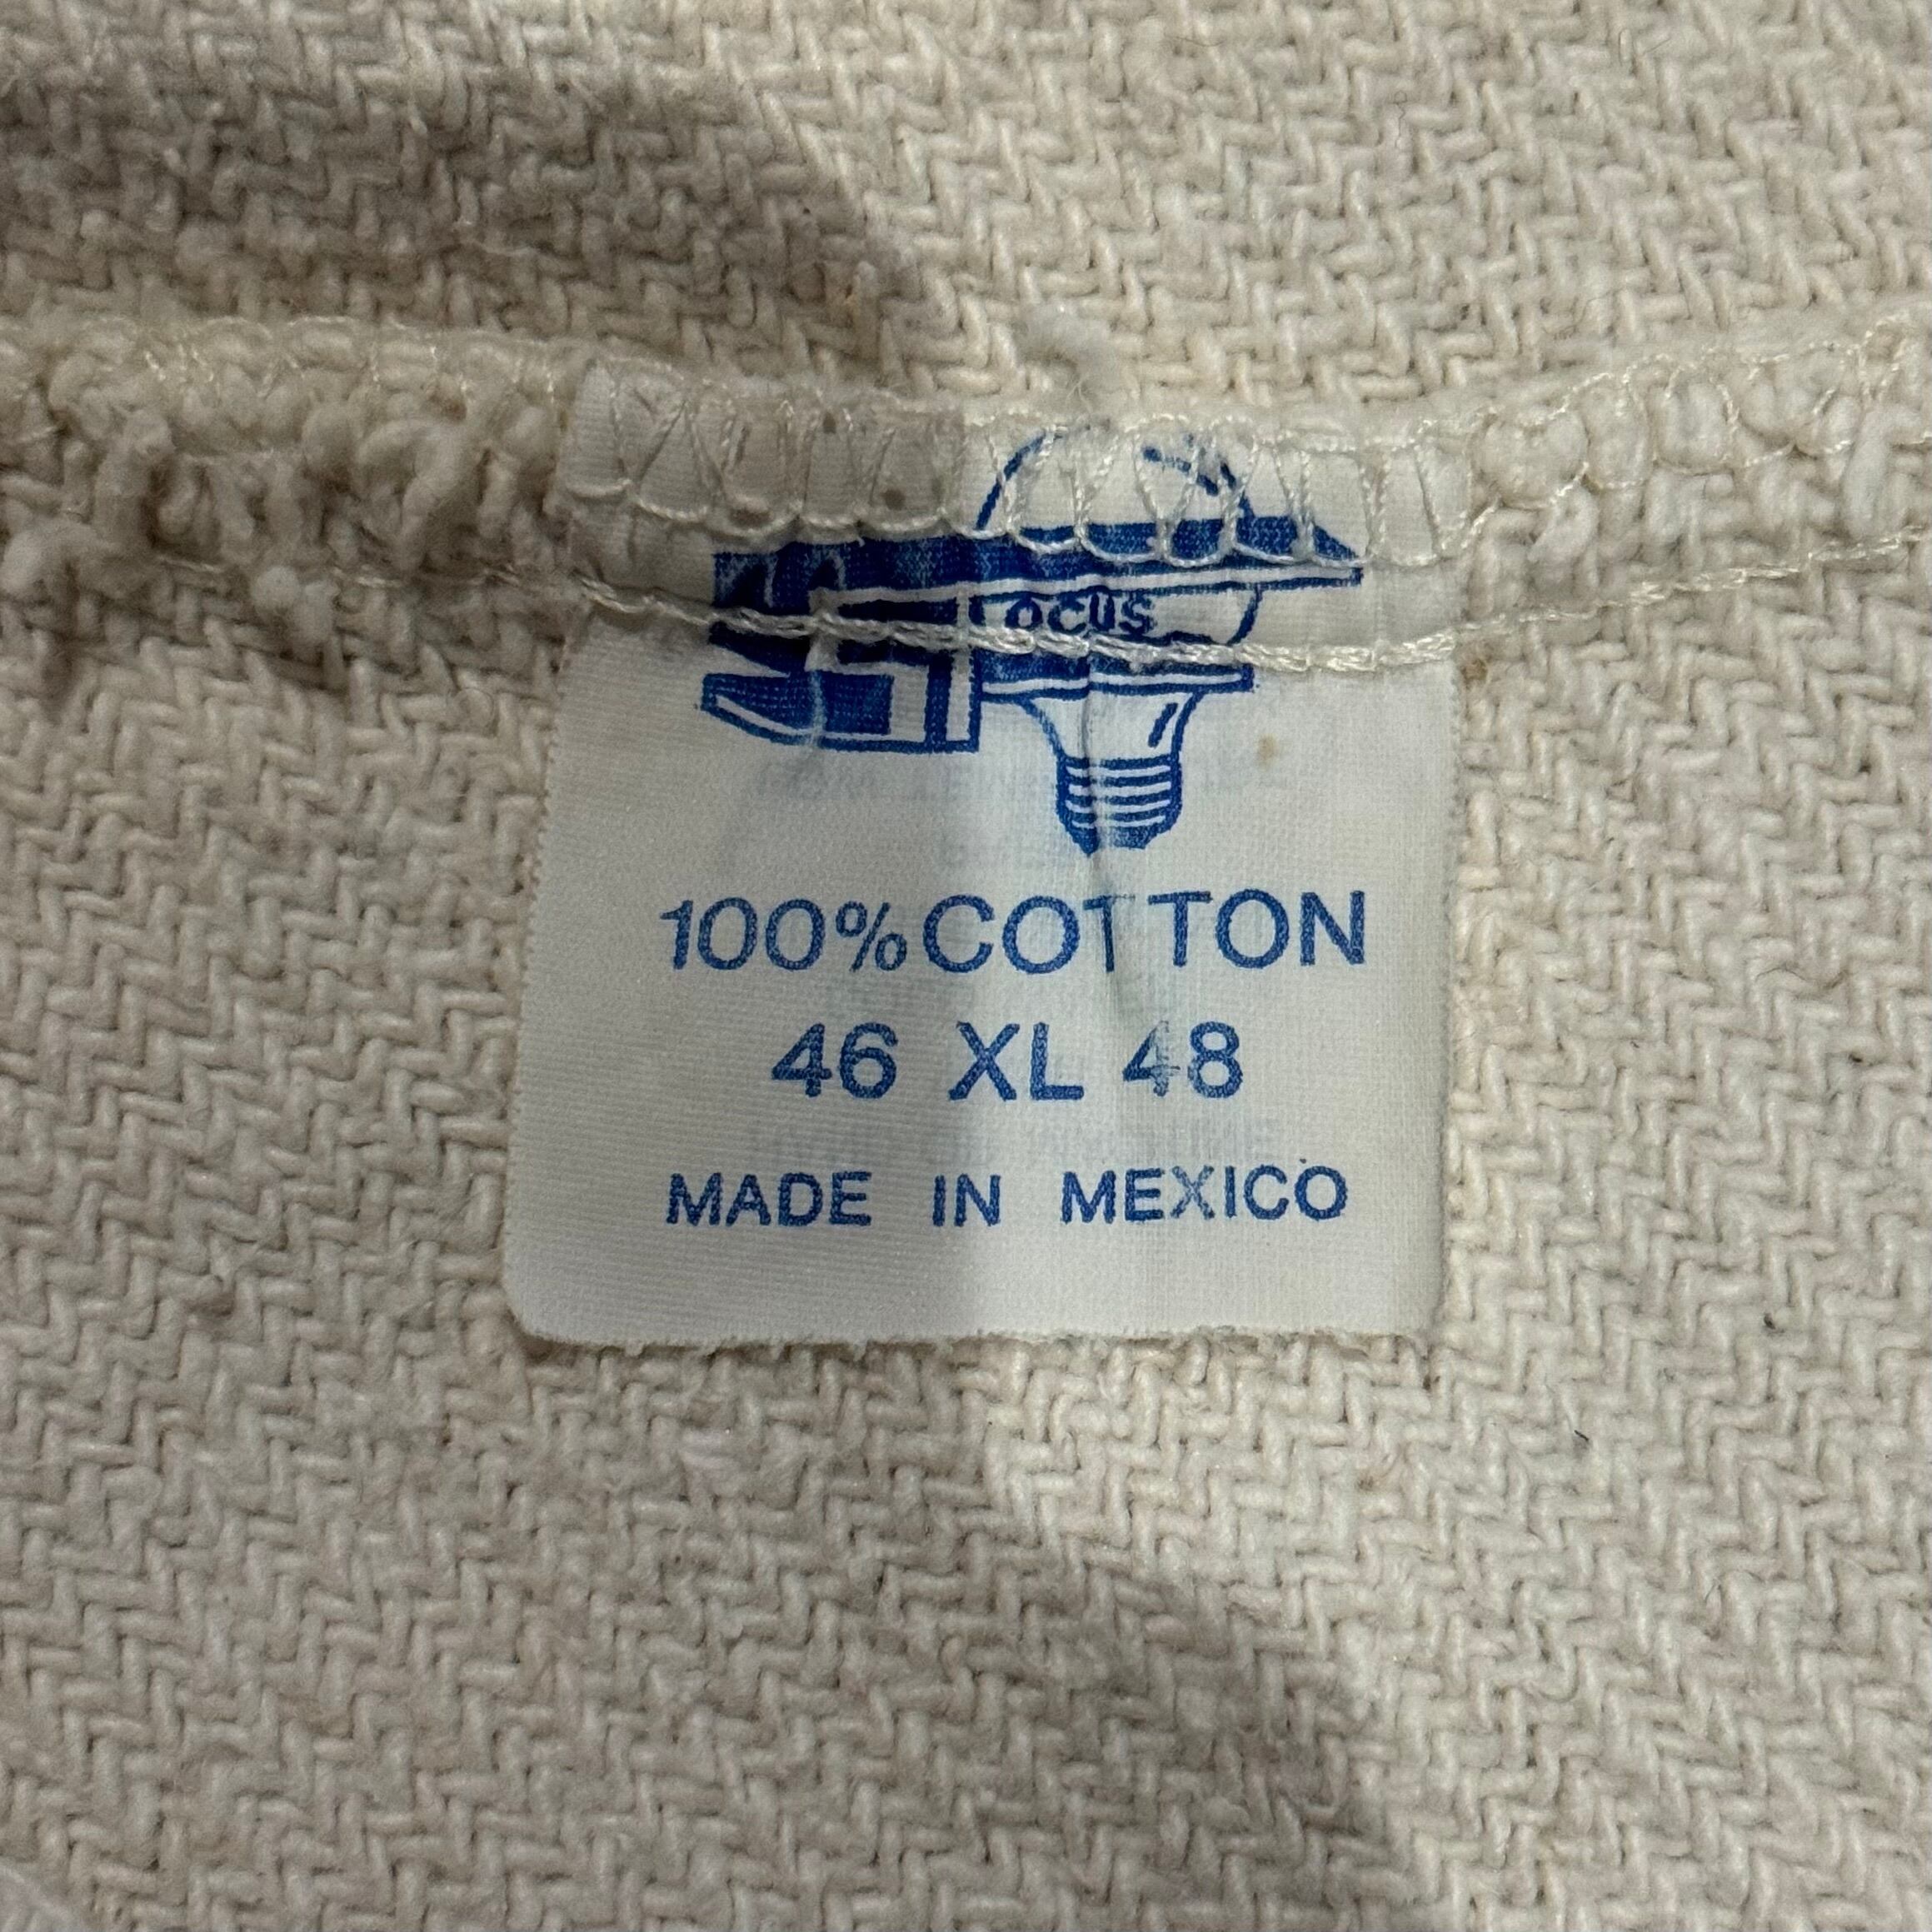 OCUS
100% COTTON
46 XL 48
MADE IN MEXICO